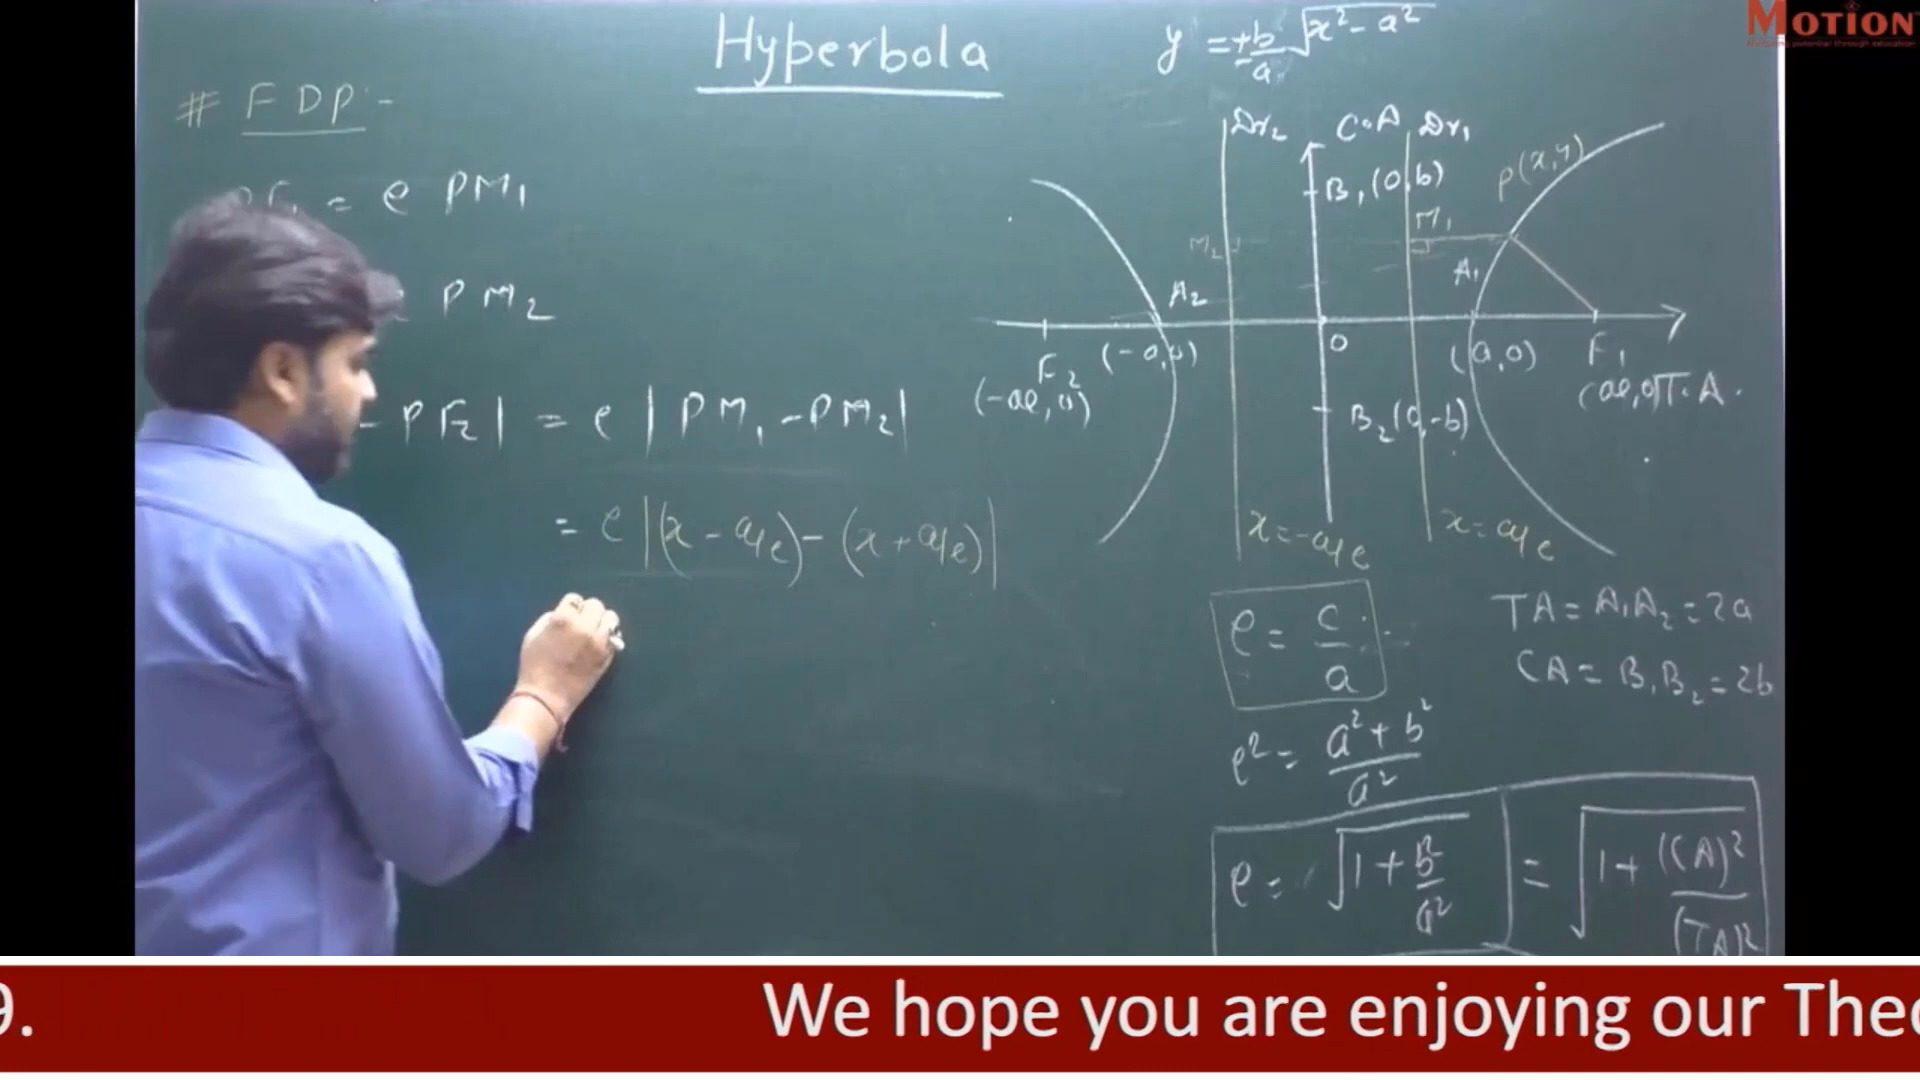 MOTION
Hyperbola
y = ±b/a √x² - a²
# FDP :-
= e PM₁
PM₂
- PF₂| = e | PM₁ - PM₂|
= e |(x - a/e) - (x + a/e)|
Dr₂
C.A
Dr₁
B₁(0,b)
P(x,y)
M₁
M₂
A₁
A₂
O
(-a,0)
(a,0)
F₂
F₁
(-ae,0)
(ae,0)
T.A.
B₂(0,-b)
x=-a/e
x=a/e
e = c/a
TA = A₁A₂ = 2a
CA = B₁B₂ = 2b
e² = a² + b²/a²
e = √1 + b²/a² = √1 + (CA)²/(TA)²
9.
We hope you are enjoying our Theo